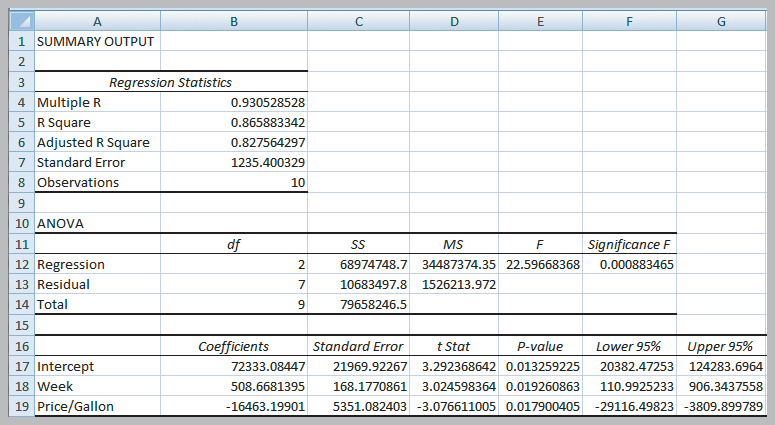 A B C D E F G
1 SUMMARY OUTPUT
2
3 Regression Statistics
4 Multiple R 0.930528528
5 R Square 0.865883342
6 Adjusted R Square 0.827564297
7 Standard Error 1235.400329
8 Observations 10
9
10 ANOVA
11 df SS MS F Significance F
12 Regression 2 68974748.7 34487374.35 22.59668368 0.000883465
13 Residual 7 10683497.8 1526213.972
14 Total 9 79658246.5
15
16 Coefficients Standard Error t Stat P-value Lower 95% Upper 95%
17 Intercept 72333.08447 21969.92267 3.292368642 0.013259225 20382.47253 124283.6964
18 Week 508.6681395 168.1770861 3.024598364 0.019260863 110.9925233 906.3437558
19 Price/Gallon -16463.19901 5351.082403 -3.076611005 0.017900405 -29116.49823 -3809.899789